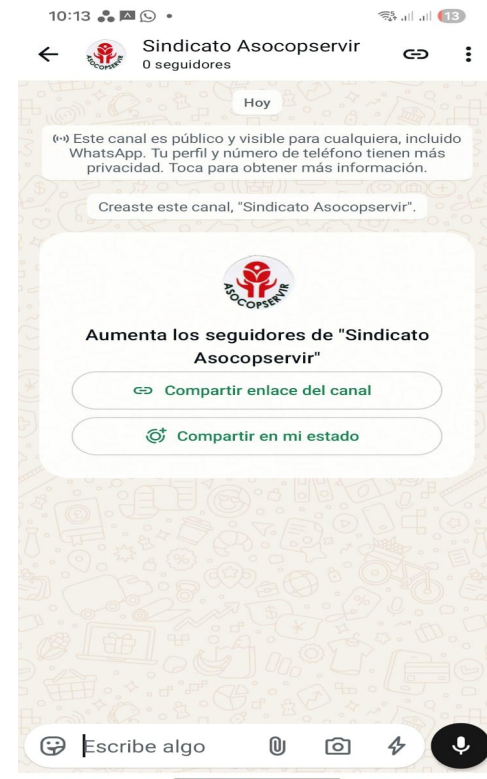 10:13
13
Sindicato Asocopservir
0 seguidores
Hoy
Este canal es público y visible para cualquiera, incluido
WhatsApp. Tu perfil y número de teléfono tienen más
privacidad. Toca para obtener más información.
Creaste este canal, "Sindicato Asocopservir".
ASOCOPSERVIR
Aumenta los seguidores de "Sindicato
Asocopservir"
Compartir enlace del canal
Compartir en mi estado
Escribe algo